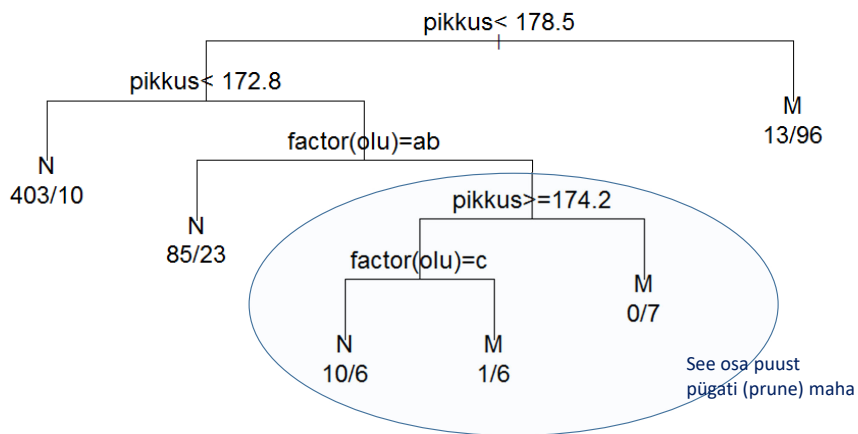 pikkus< 178.5
pikkus< 172.8
M
13/96
factor(olu)=ab
N
403/10
pikkus>=174.2
N
85/23
factor(olu)=c
M
0/7
N
10/6
M
1/6
See osa puust
pügati (prune) maha